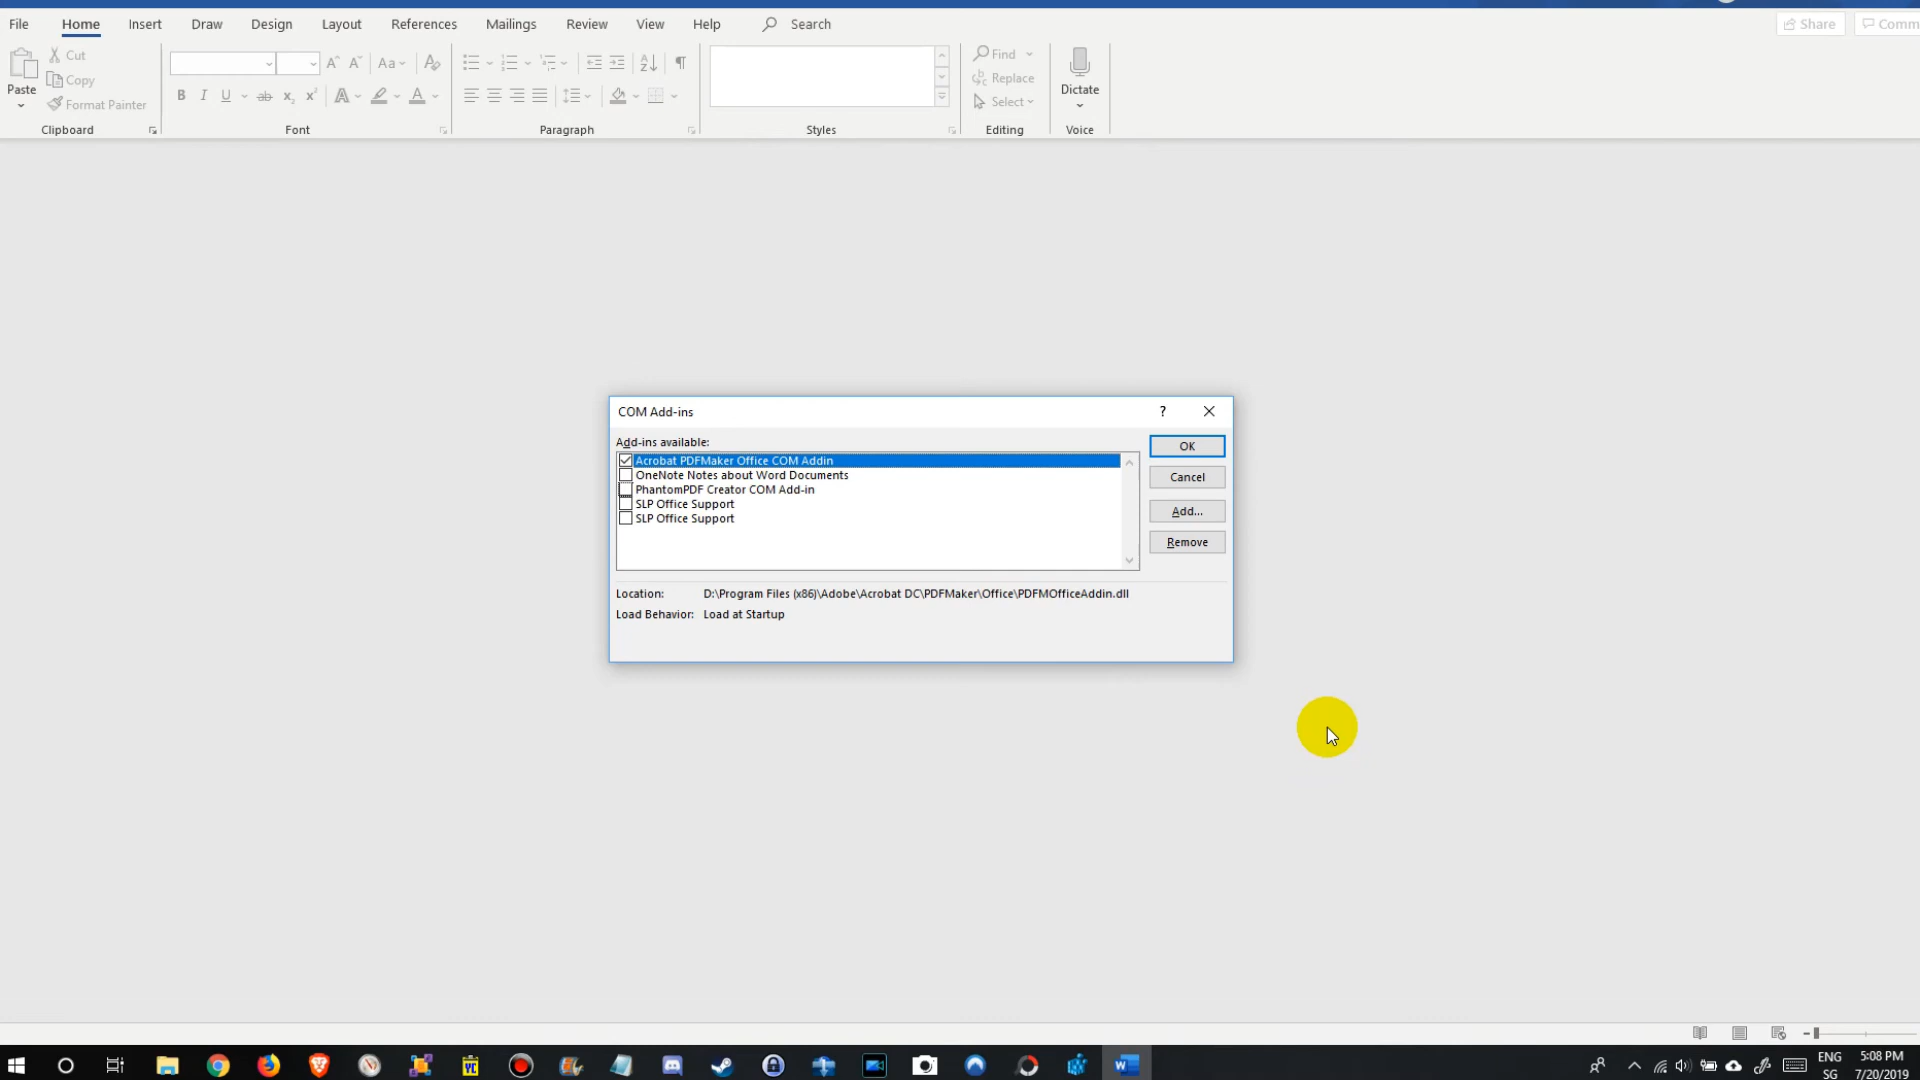 File Home Insert Draw Design Layout References Mailings Review View Help Search Share Comm
Paste Cut
Copy
Format Painter
Clipboard
Aa
B I U ab x₂ x² A A
Font
Paragraph
Styles
Find
Replace
Select
Editing
Dictate
Voice
COM Add-ins ?
Add-ins available:
Acrobat PDFMaker Office COM Addin
OneNote Notes about Word Documents
PhantomPDF Creator COM Add-in
SLP Office Support
SLP Office Support
OK
Cancel
Add...
Remove
Location: D:\Program Files (x86)\Adobe\Acrobat DC\PDFMaker\Office\PDFMOfficeAddin.dll
Load Behavior: Load at Startup
ENG
SG
5:08 PM
7/20/2019